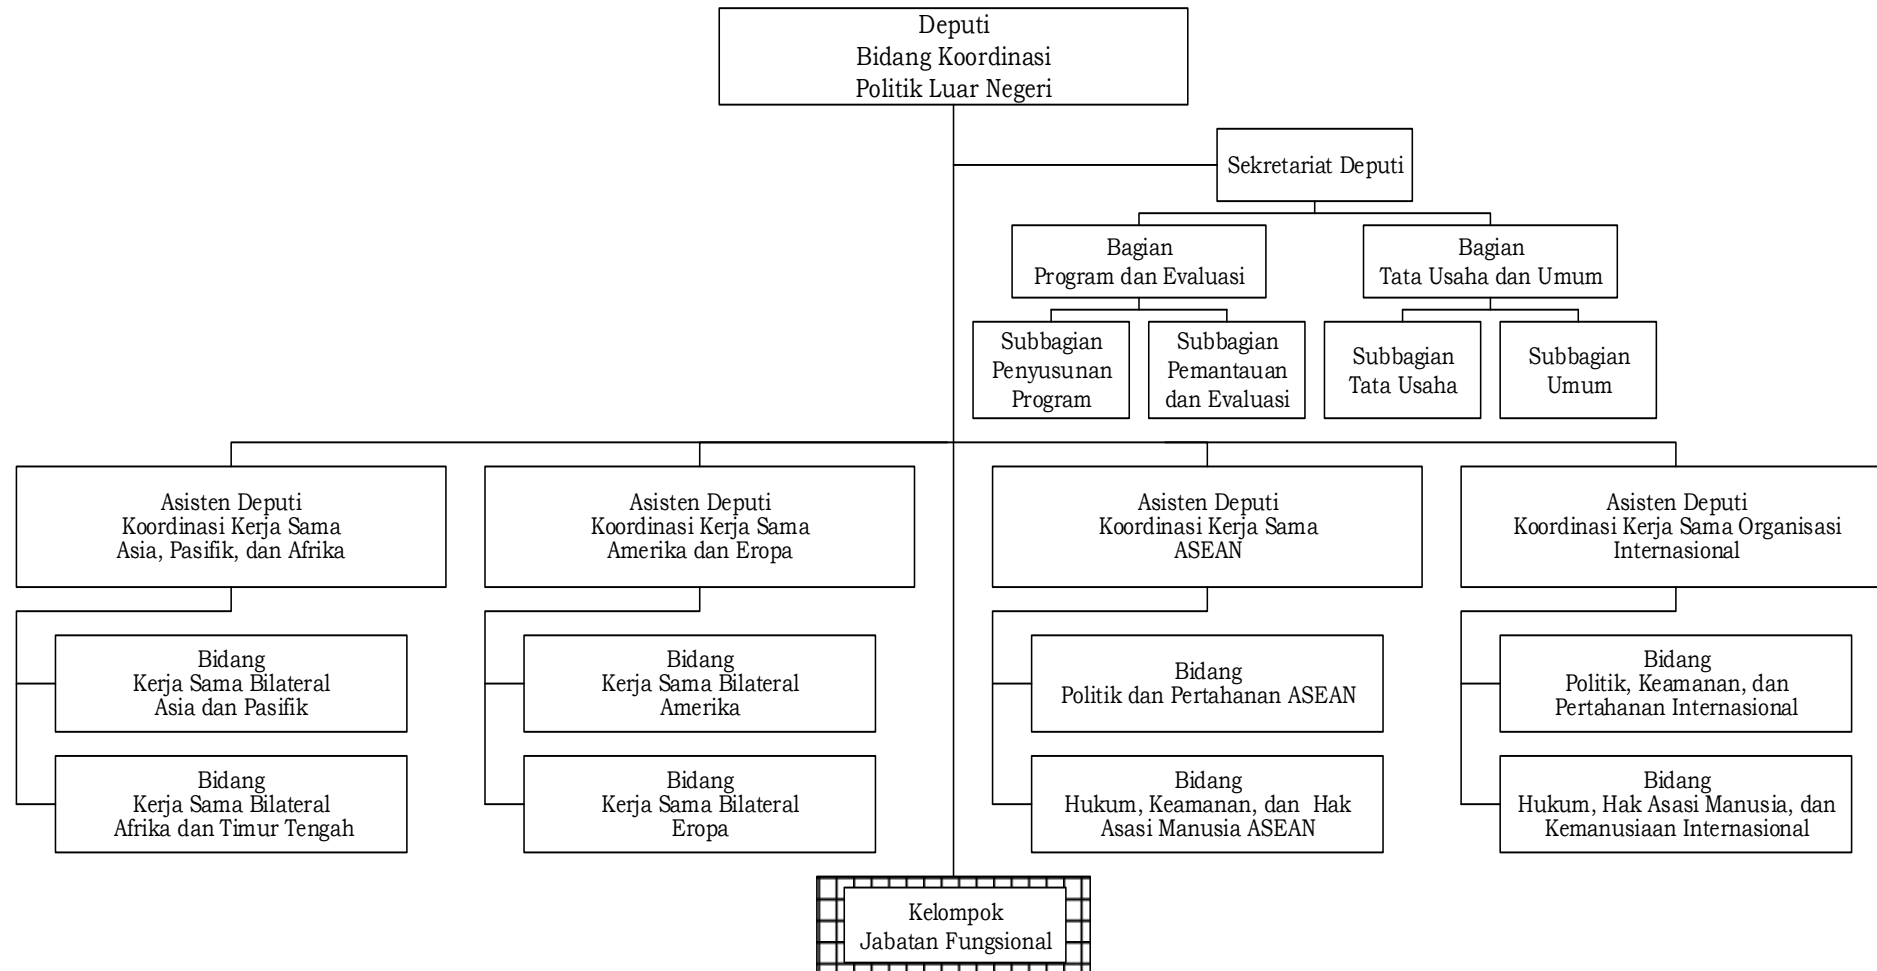 Deputi
Bidang Koordinasi
Politik Luar Negeri
Sekretariat Deputi
Bagian
Program dan Evaluasi
Bagian
Tata Usaha dan Umum
Subbagian
Penyusunan
Program
Subbagian
Pemantauan
dan Evaluasi
Subbagian
Tata Usaha
Subbagian
Umum
Asisten Deputi
Koordinasi Kerja Sama
Asia, Pasifik, dan Afrika
Asisten Deputi
Koordinasi Kerja Sama
Amerika dan Eropa
Asisten Deputi
Koordinasi Kerja Sama
ASEAN
Asisten Deputi
Koordinasi Kerja Sama Organisasi
Internasional
Bidang
Kerja Sama Bilateral
Asia dan Pasifik
Bidang
Kerja Sama Bilateral
Amerika
Bidang
Politik dan Pertahanan ASEAN
Bidang
Politik, Keamanan, dan
Pertahanan Internasional
Bidang
Kerja Sama Bilateral
Afrika dan Timur Tengah
Bidang
Kerja Sama Bilateral
Eropa
Bidang
Hukum, Keamanan, dan  Hak
Asasi Manusia ASEAN
Bidang
Hukum, Hak Asasi Manusia, dan
Kemanusiaan Internasional
Kelompok
Jabatan Fungsional